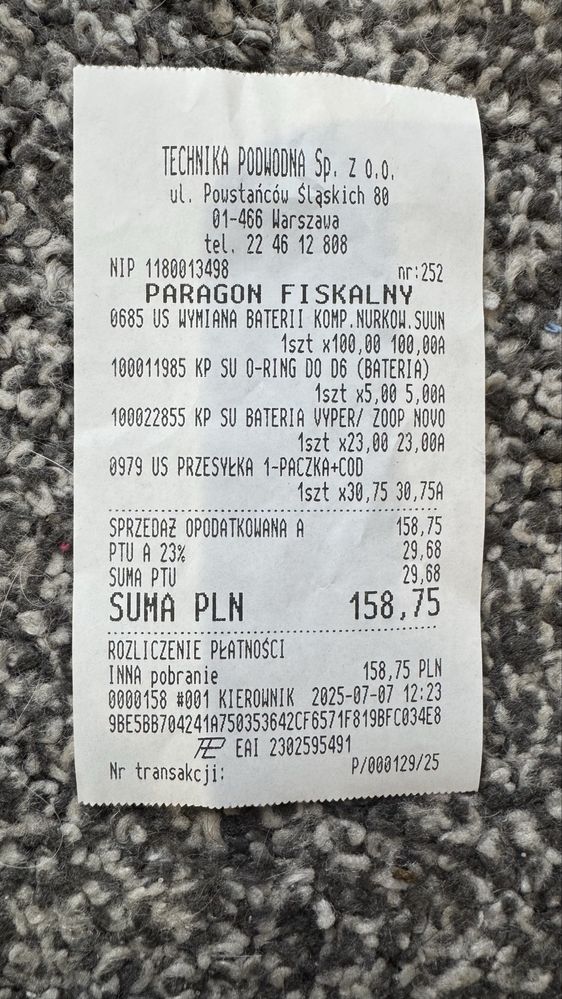 TECHNIKA PODWODNA Sp. z o.o.
ul. Powstańców Śląskich 80
01-466 Warszawa
tel. 22 46 12 808
NIP 1180013498 nr:252
PARAGON FISKALNY
0685 US WYMIANA BATERII KOMP.NURKOW.SUUN
1szt x100,00 100,00A
100011985 KP SU O-RING DO D6 (BATERIA)
1szt x5,00 5,00A
100022855 KP SU BATERIA VYPER/ ZOOP NOVO
1szt x23,00 23,00A
0979 US PRZESYŁKA 1-PACZKA+COD
1szt x30,75 30,75A
SPRZEDAŻ OPODATKOWANA A 158,75
PTU A 23% 29,68
SUMA PTU 29,68
SUMA PLN 158,75
ROZLICZENIE PŁATNOŚCI
INNA pobranie 158,75 PLN
0000158 #001 KIEROWNIK 2025-07-07 12:23
9BE5BB704241A750353642CF6571F819BFC034E8
EAI 2302595491
Nr transakcji: P/000129/25